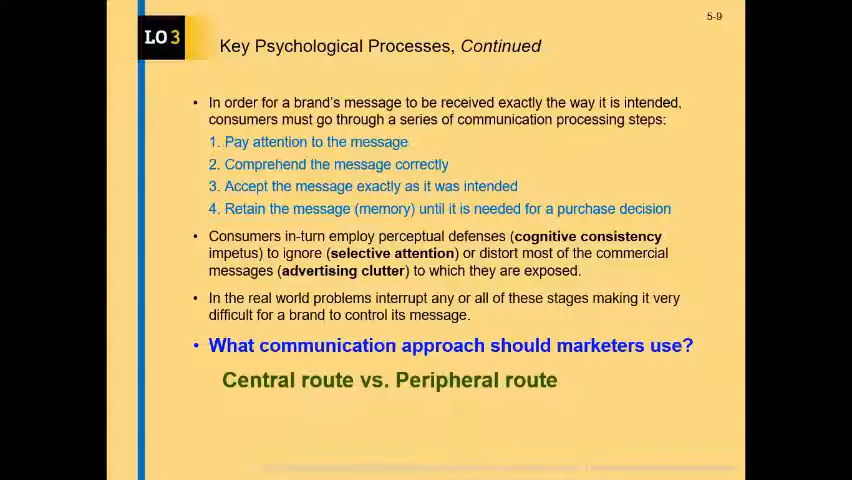 5-9
LO 3
Key Psychological Processes, Continued
• In order for a brand's message to be received exactly the way it is intended,
consumers must go through a series of communication processing steps:
1. Pay attention to the message
2. Comprehend the message correctly
3. Accept the message exactly as it was intended
4. Retain the message (memory) until it is needed for a purchase decision
• Consumers in-turn employ perceptual defenses (cognitive consistency
impetus) to ignore (selective attention) or distort most of the commercial
messages (advertising clutter) to which they are exposed.
• In the real world problems interrupt any or all of these stages making it very
difficult for a brand to control its message.
• What communication approach should marketers use?
Central route vs. Peripheral route